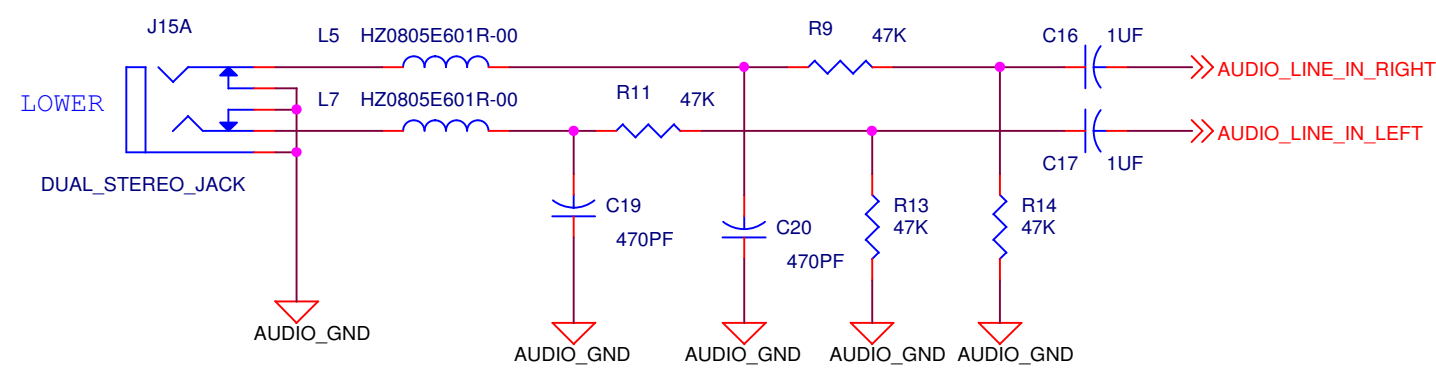 J15A
L5 HZ0805E601R-00
R9
47K
C16 1UF
AUDIO_LINE_IN_RIGHT
LOWER
L7 HZ0805E601R-00
R11
47K
AUDIO_LINE_IN_LEFT
C17 1UF
DUAL_STEREO_JACK
C19
470PF
C20
470PF
R13
47K
R14
47K
AUDIO_GND
AUDIO_GND
AUDIO_GND
AUDIO_GND
AUDIO_GND